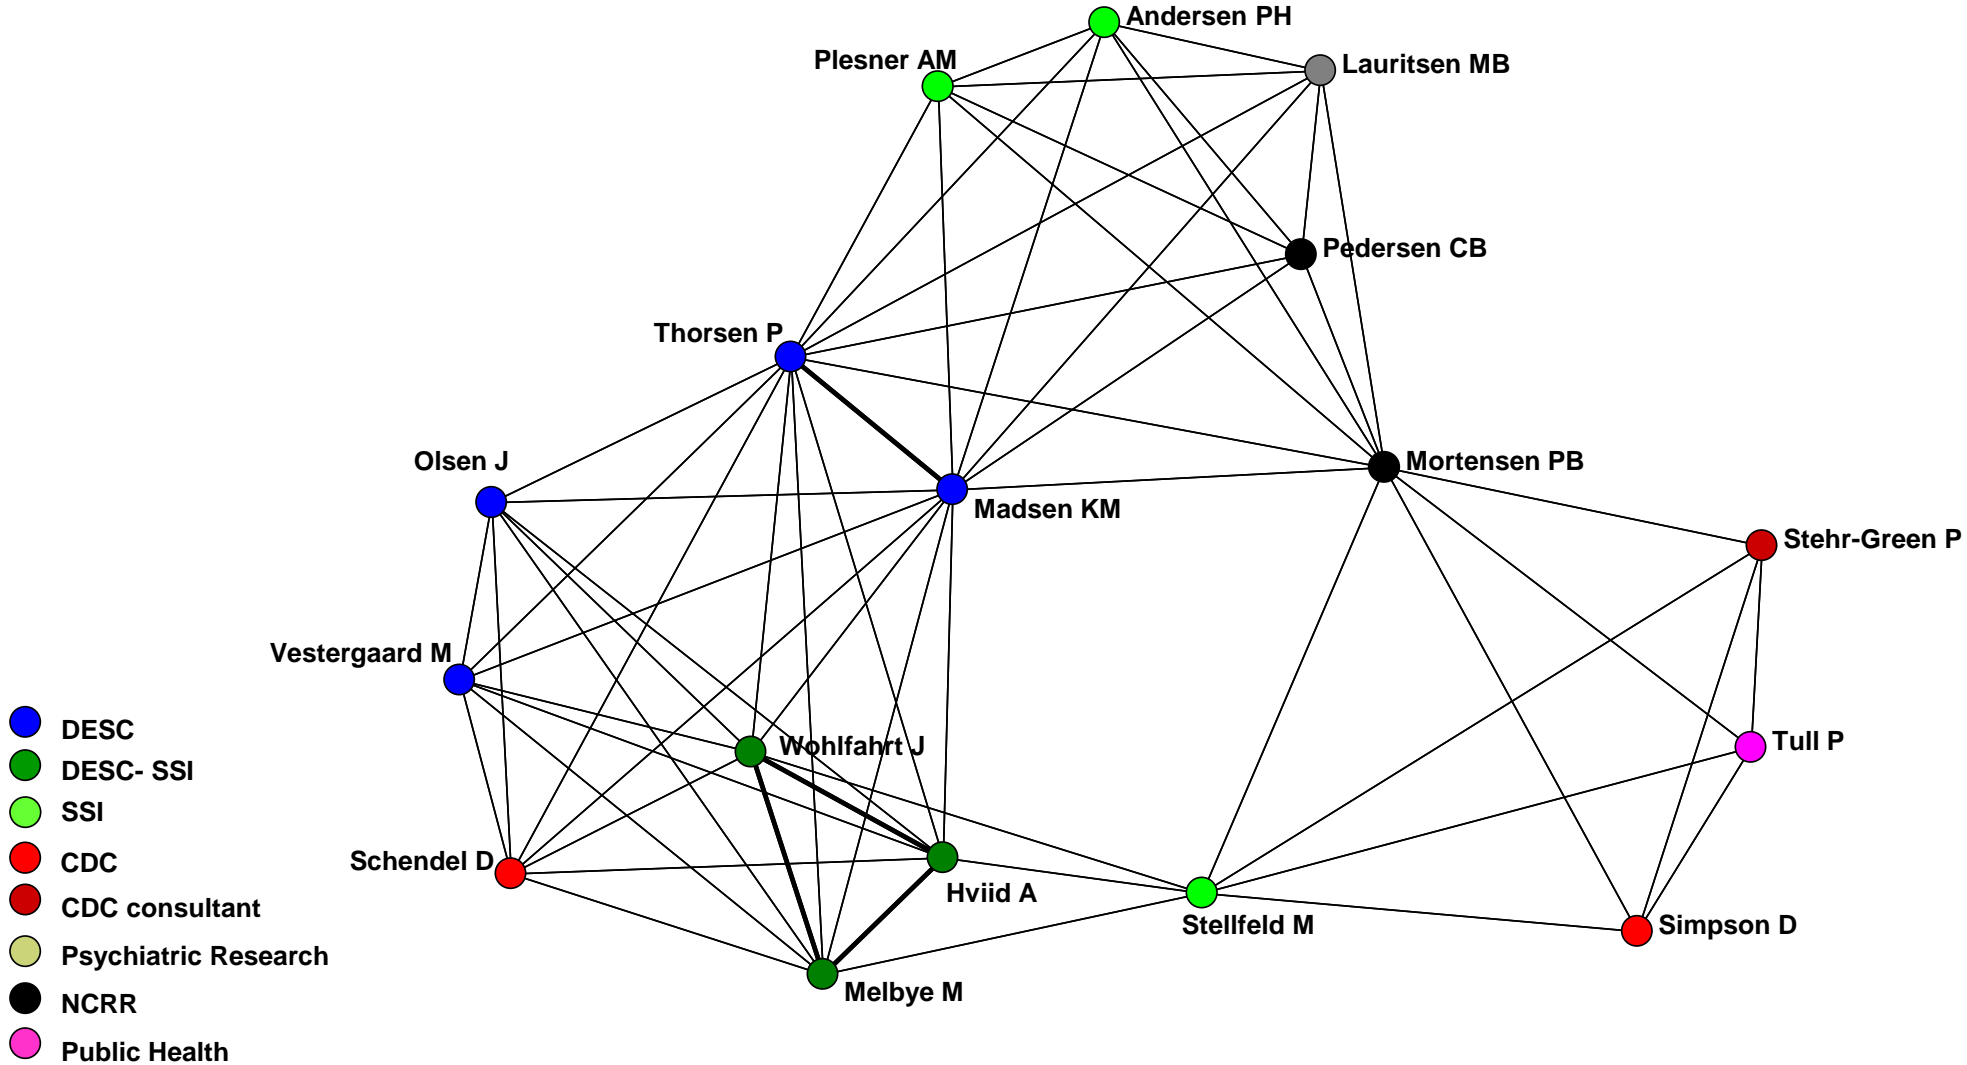 Andersen PH
Plesner AM
Lauritsen MB
Pedersen CB
Thorsen P
Olsen J
Mortensen PB
Madsen KM
Stehr-Green P
Vestergaard M
Wohlfahrt J
Tull P
Schendel D
Hviid A
Stellfeld M
Simpson D
Melbye M
DESC
DESC- SSI
SSI
CDC
CDC consultant
Psychiatric Research
NCRR
Public Health